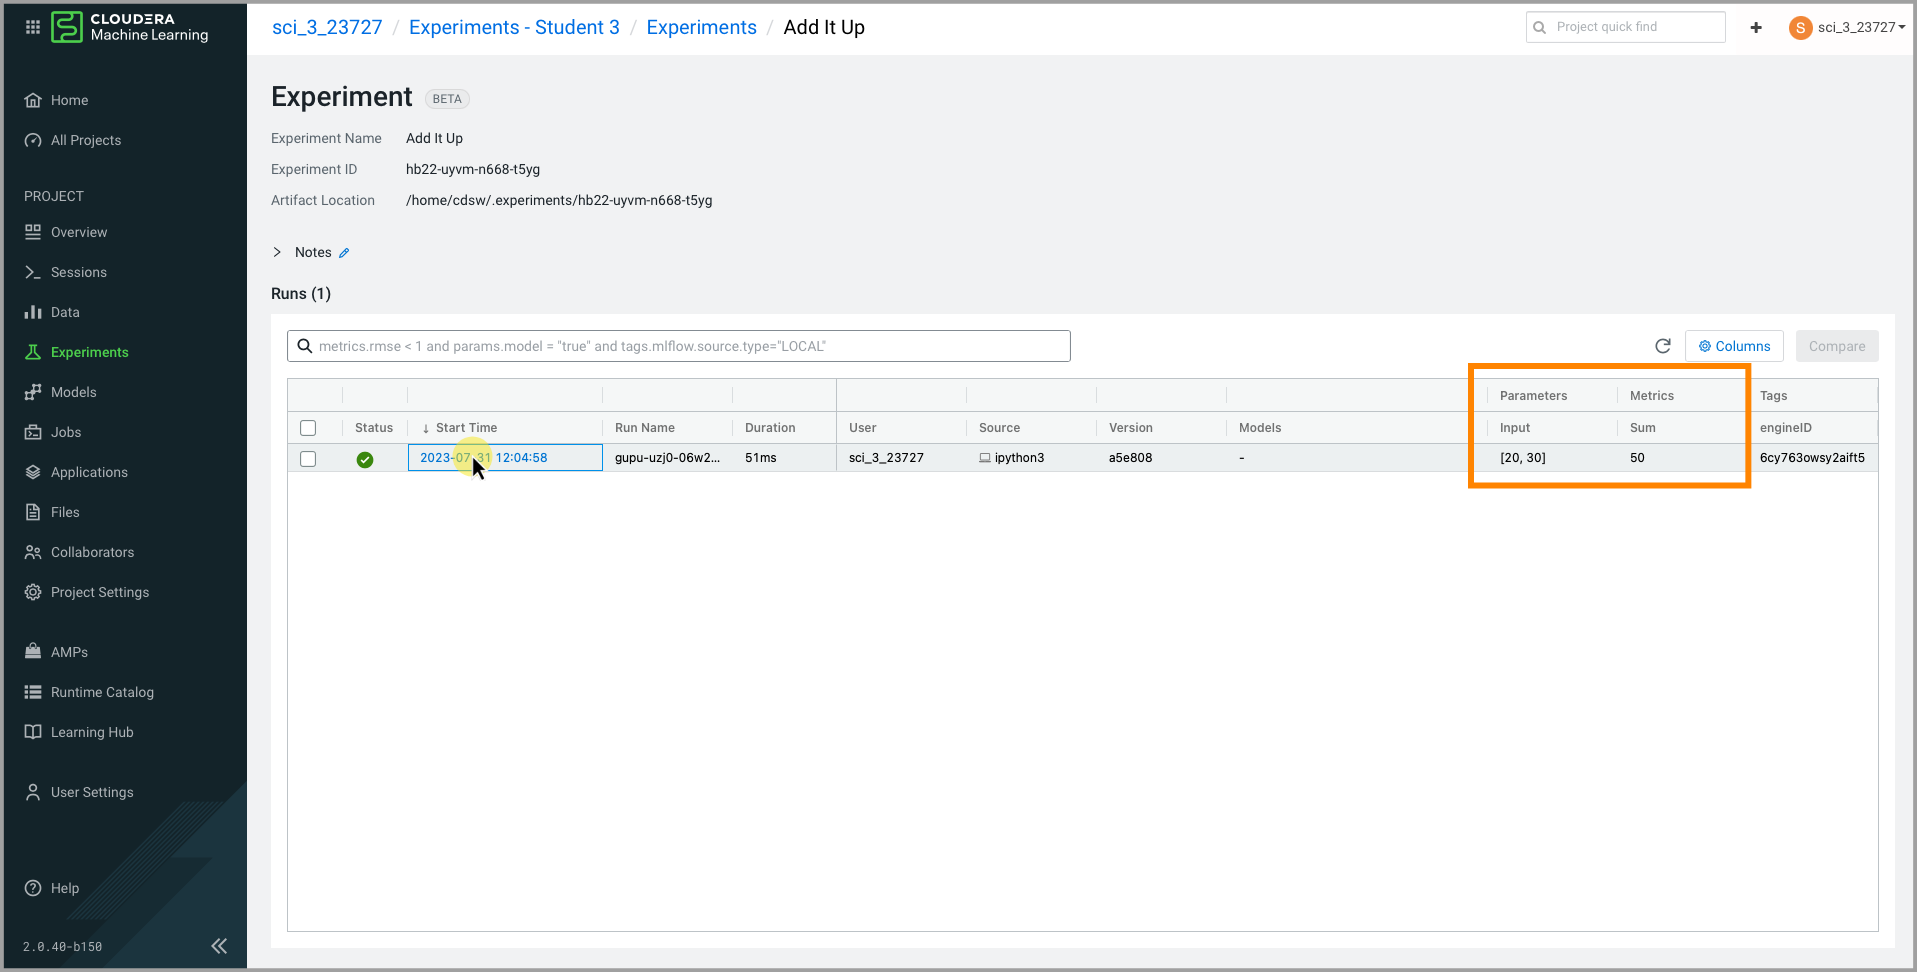 CLOUDERA
Machine Learning
sci_3_23727 / Experiments - Student 3 / Experiments / Add It Up
Project quick find
+
S
sci_3_23727
Home
All Projects
PROJECT
Overview
Sessions
Data
Experiments
Models
Jobs
Applications
Files
Collaborators
Project Settings
AMPs
Runtime Catalog
Learning Hub
User Settings
Help
2.0.40-b150
Experiment BETA
Experiment Name Add It Up
Experiment ID hb22-uyvm-n668-t5yg
Artifact Location /home/cdsw/.experiments/hb22-uyvm-n668-t5yg
Notes
Runs (1)
metrics.rmse < 1 and params.model = "true" and tags.mlflow.source.type="LOCAL"
Columns
Compare
Parameters Metrics Tags
Status ↓ Start Time Run Name Duration User Source Version Models Input Sum engineID
2023-07-31 12:04:58 gupu-uzj0-06w2... 51ms sci_3_23727 ipython3 a5e808 - [20, 30] 50 6cy763owsy2aift5